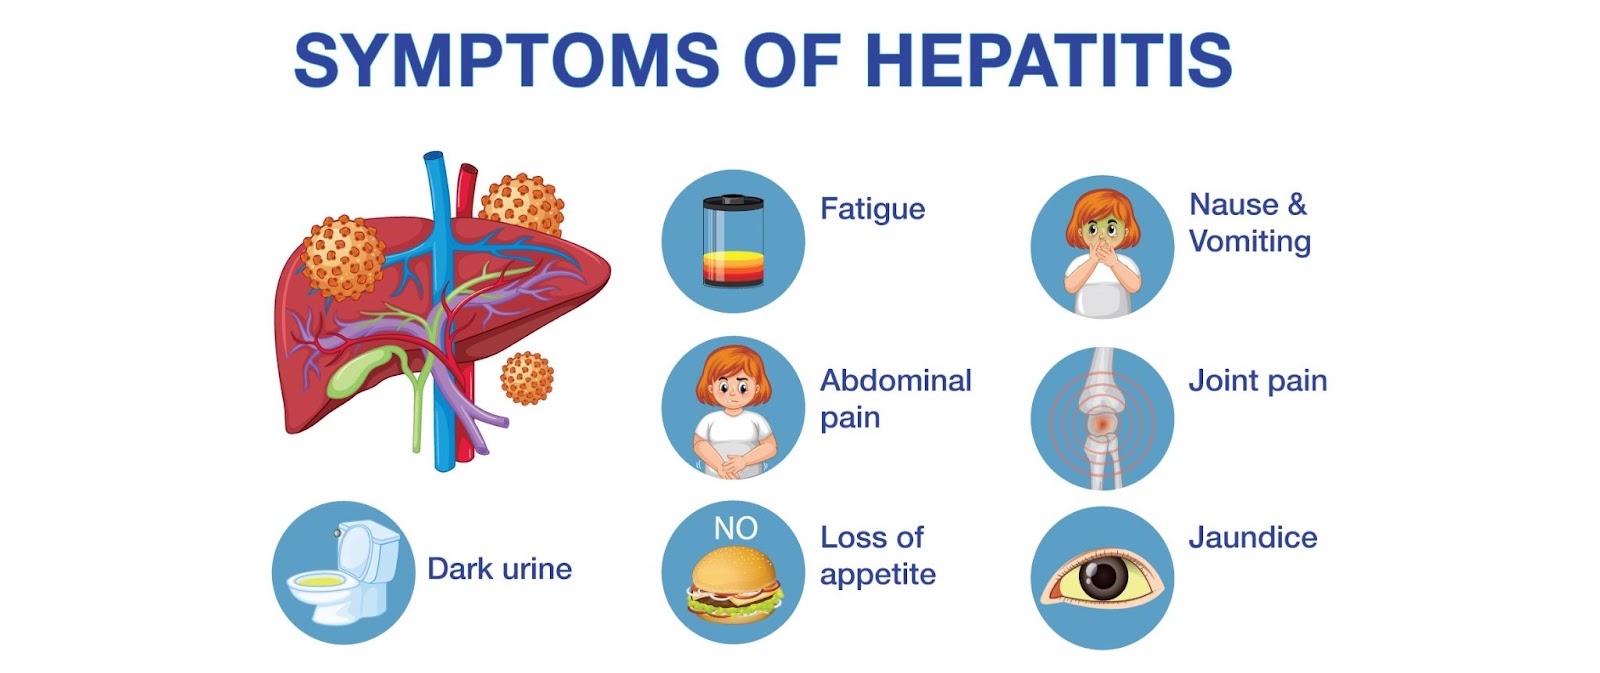 SYMPTOMS OF HEPATITIS
Fatigue
Nause &
Vomiting
Abdominal
pain
Joint pain
Dark urine
NO
Loss of
appetite
Jaundice